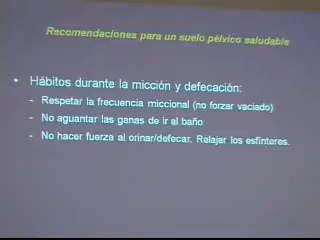 Recomendaciones para un suelo pélvico saludable
• Hábitos durante la micción y defecación:
- Respetar la frecuencia miccional (no forzar vaciado)
- No aguantar las ganas de ir al baño
- No hacer fuerza al orinar/defecar. Relajar los esfínteres.